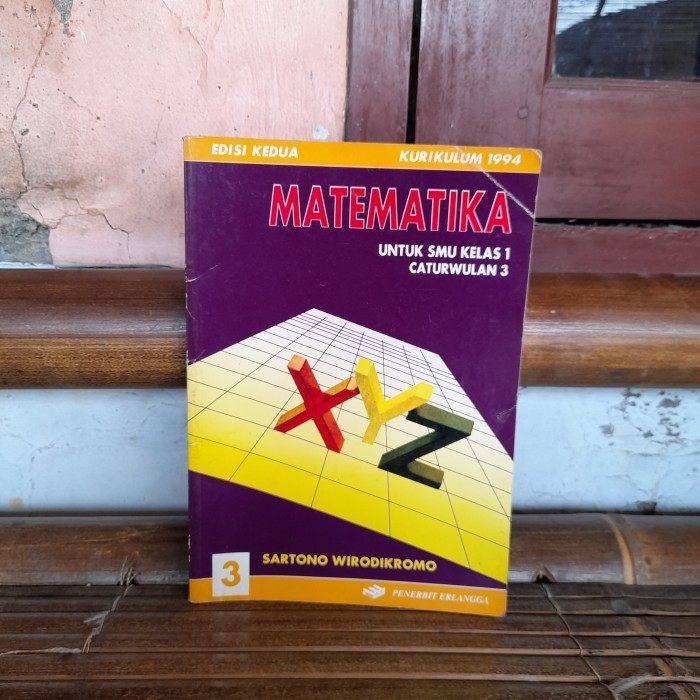 EDISI KEDUA KURIKULUM 1994
MATEMATIKA
UNTUK SMU KELAS 1
CATURWULAN 3
XYZ
SARTONO WIRODIKROMO
3
PENERBIT ERLANGGA